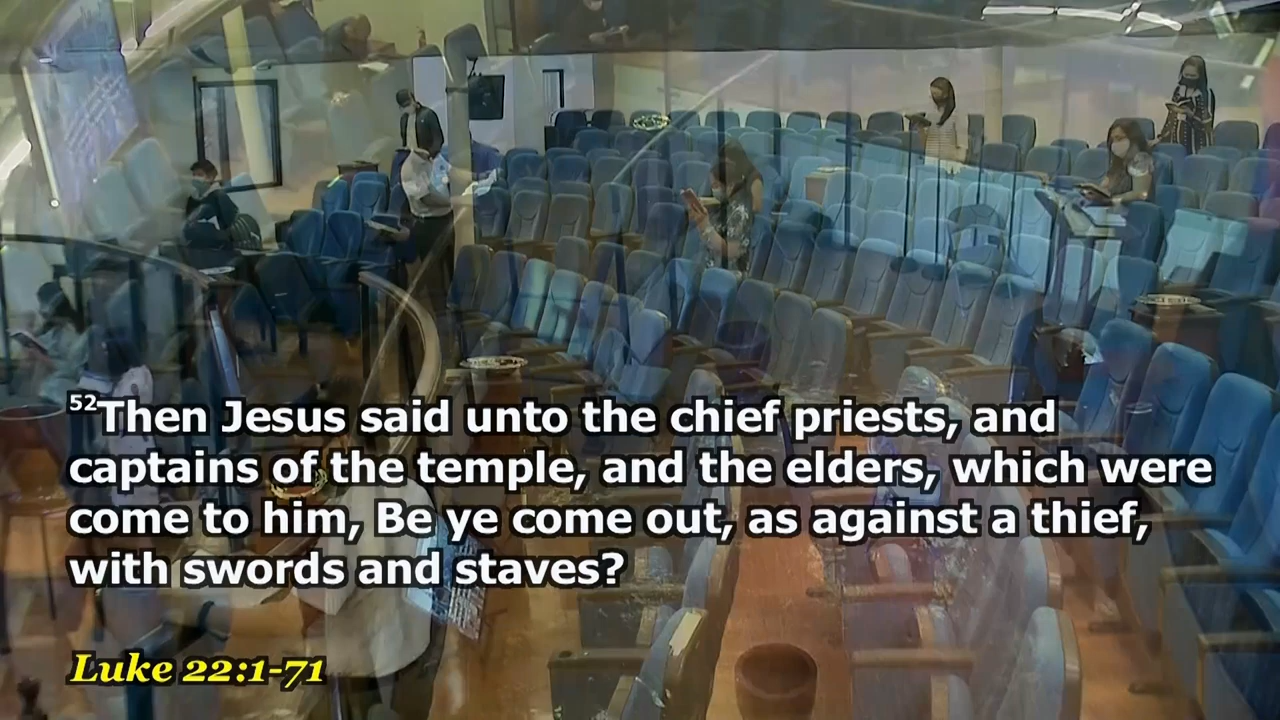 52Then Jesus said unto the chief priests, and
captains of the temple, and the elders, which were
come to him, Be ye come out, as against a thief,
with swords and staves?
Luke 22:1-71